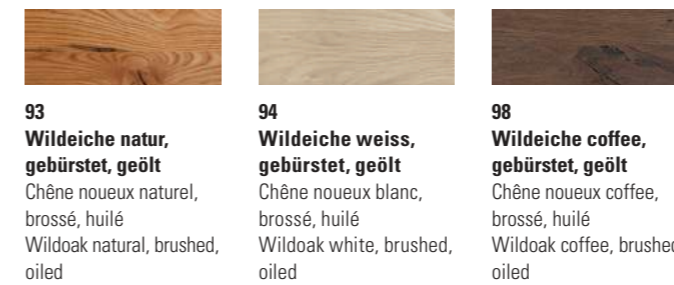 93
Wildeiche natur,
gebürstet, geölt
Chêne noueux naturel,
brossé, huilé
Wildoak natural, brushed,
oiled
94
Wildeiche weiss,
gebürstet, geölt
Chêne noueux blanc,
brossé, huilé
Wildoak white, brushed,
oiled
98
Wildeiche coffee,
gebürstet, geölt
Chêne noueux coffee,
brossé, huilé
Wildoak coffee, brushed
oiled